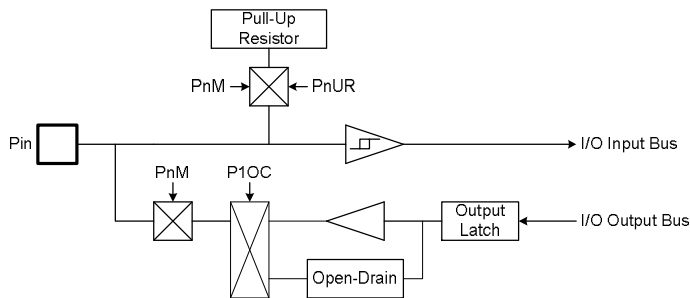 Pull-Up
Resistor
PnM
PnUR
Pin
I/O Input Bus
PnM
P1OC
Output
Latch
I/O Output Bus
Open-Drain